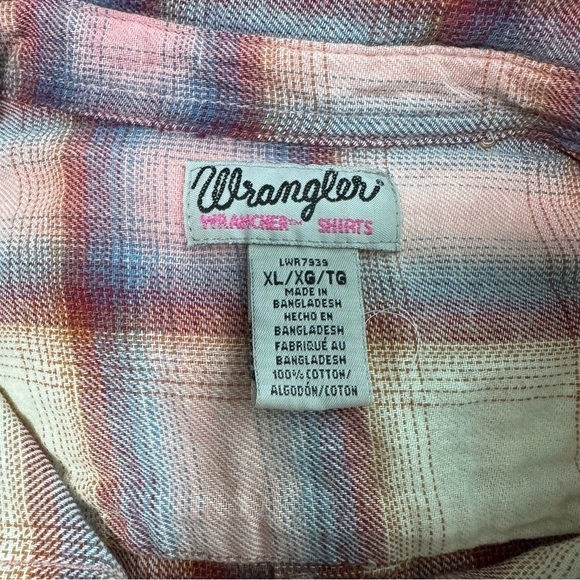 Wrangler®
WRANCHER™ SHIRTS
LWR7939
XL/XG/TG
MADE IN
BANGLADESH
HECHO EN
BANGLADESH
FABRIQUÉ AU
BANGLADESH
100% COTTON/
ALGODÓN/COTON